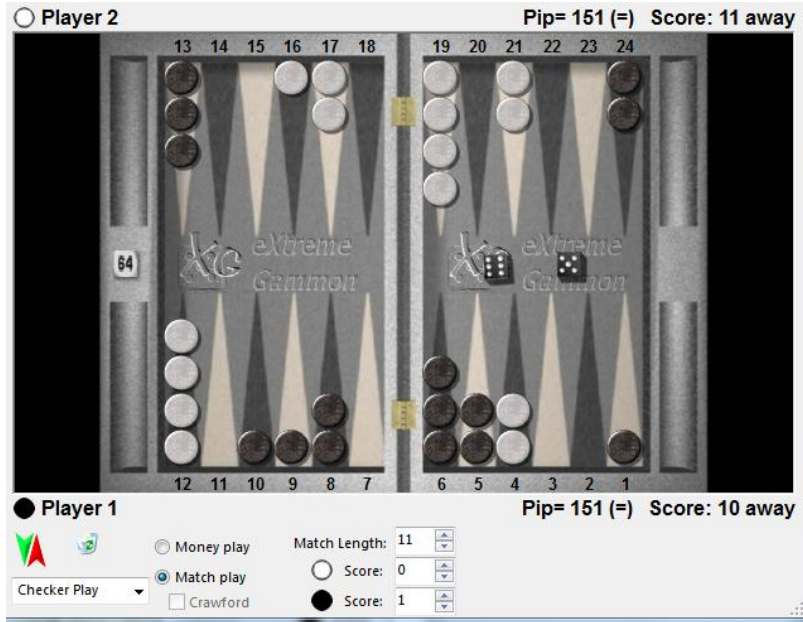 Player 2 Pip= 151 (=) Score: 11 away
13 14 15 16 17 18 19 20 21 22 23 24
64
XG eXtreme Gammon XG eXtreme Gammon
12 11 10 9 8 7 6 5 4 3 2 1
Player 1 Pip= 151 (=) Score: 10 away
Money play Match Length: 11
Match play Score: 0
Checker Play Crawford Score: 1